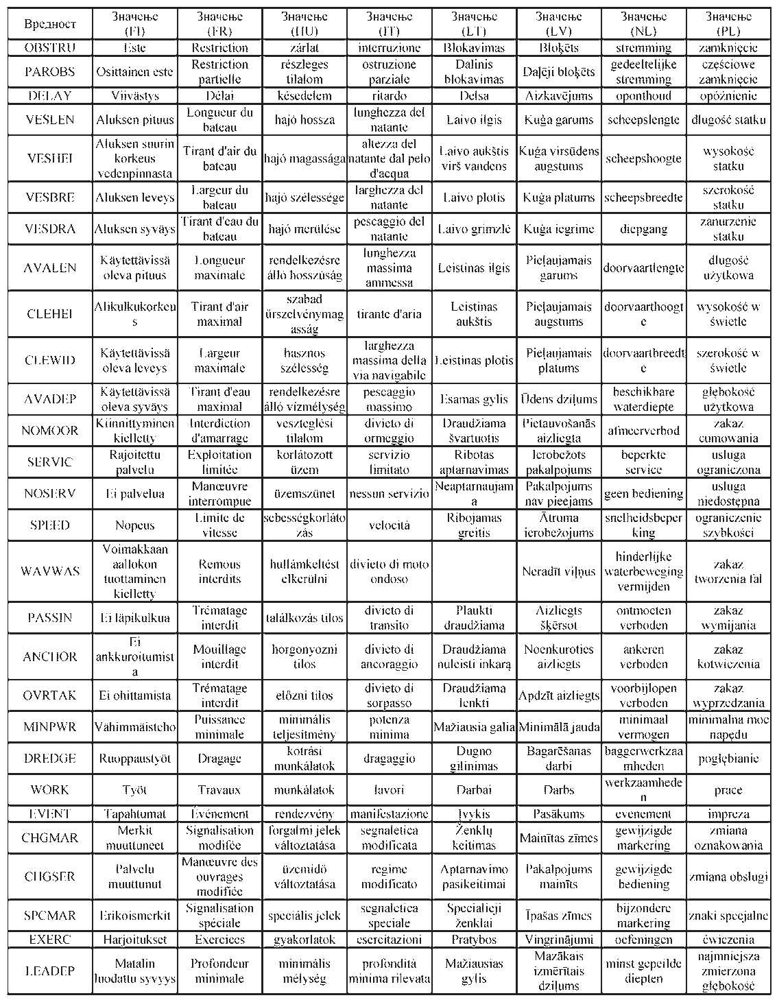 Вредност Значење (FI) Значење (FR) Значење (HU) Значење (IT) Значење (LT) Значење (LV) Значење (NL) Значење (PL)
OBSTRU Este Restriction zárlat interruzione Blokavimas Bloķēts stremming zamknięcie
PAROBS Osittainen este Restriction partielle részleges tilalom ostruzione parziale Dalinis blokavimas Daļēji bloķēts gedeeltelijke stremming częściowe zamknięcie
DELAY Viivästys Délai késedelem ritardo Delsa Aizkavējums oponthoud opóźnienie
VESLEN Aluksen pituus Longueur du bateau hajó hossza lunghezza del natante Laivo ilgis Kuģa garums scheepslengte długość statku
VESHEI Aluksen suurin korkeus vedenpinnasta Tirant d'air du bateau hajó magassága altezza del natante dal pelo d'acqua Laivo aukštis virš vandens Kuģa virsūdens augstums scheepshoogte wysokość statku
VESBRE Aluksen leveys Largeur du bateau hajó szélessége larghezza del natante Laivo plotis Kuģa platums scheepsbreedte szerokość statku
VESDRA Aluksen syväys Tirant d'eau du bateau hajó merülése pescaggio del natante Laivo grimzlė Kuģa iegrime diepgang zanurzenie statku
AVALEN Käytettävissä oleva pituus Longueur maximale rendelkezésre álló hosszúság lunghezza massima ammessa Leistinas ilgis Pieļaujamais garums doorvaartlengte długość użytkowa
CLEHEI Alikulkukorkeu s Tirant d'air maximal szabad űrszelvénymag asság tirante d'aria Leistinas aukštis Pieļaujamais augstums doorvaarthoogt e wysokość w świetle
CLEWID Käytettävissä oleva leveys Largeur maximale hasznos szélesség larghezza massima della via navigabile Leistinas plotis Pieļaujamais platums doorvaartbreedt e szerokość w świetle
AVADEP Käytettävissä oleva syväys Tirant d'eau maximal rendelkezésre álló vízmélység pescaggio massimo Esamas gylis Ūdens dziļums beschikbare waterdiepte głębokość użytkowa
NOMOOR Kiinnittyminen kielletty Interdiction d'amarrage veszteglési tilalom divieto di ormeggio Draudžiama švartuotis Pietauvošanās aizliegta afmeerverbod zakaz cumowania
SERVIC Rajoitettu palvelu Exploitation limitée korlátozott üzem servizio limitato Ribotas aptarnavimas Ierobežots pakalpojums beperkte service usługa ograniczona
NOSERV Ei palvelua Manœuvre interrompue üzemszünet nessun servizio Neaptarnaujam a Pakalpojums nav pieejams geen bediening usługa niedostępna
SPEED Nopeus Limite de vitesse sebességkorláto zás velocità Ribojamas greitis Ātruma ierobežojums snelheidsbeper king ograniczenie szybkości
WAVWAS Voimakkaan aallokon tuottaminen kielletty Remous interdits hullámkeltést elkerülni divieto di moto ondoso Neradīt viļņus hinderlijke waterbeweging vermijden zakaz tworzenia fal
PASSIN Ei läpikulkua Trématage interdit találkozás tilos divieto di transito Plaukti draudžiama Aizliegts šķērsot ontmoeten verboden zakaz wymijania
ANCHOR Ei ankkuroitumist a Mouillage interdit horgonyozni tilos divieto di ancoraggio Draudžiama nuleisti inkarą Noenkuroties aizliegts ankeren verboden zakaz kotwiczenia
OVRTAK Ei ohittamista Trématage interdit előzni tilos divieto di sorpasso Draudžiama lenkti Apdzīt aizliegts voorbijlopen verboden zakaz wyprzedzania
MINPWR Vähimmäisteho Puissance minimale minimális teljesítmény potenza minima Mažiausia galia Minimālā jauda minimaal vermogen minimalna moc napędu
DREDGE Ruoppaustyöt Dragage kotrási munkálatok dragaggio Dugno gilinimas Bagarēšanas darbi baggerwerkzaa mheden pogłębianie
WORK Työt Travaux munkálatok lavori Darbai Darbs werkzaamhede n prace
EVENT Tapahtumat Événement rendezvény manifestazione Įvykis Pasākums evenement impreza
CHGMAR Merkit muuttuneet Signalisation modifée forgalmi jelek változtatása segnaletica modificata Ženklų keitimas Mainītas zīmes gewijzigde markering zmiana oznakowania
CHGSER Palvelu muuttunut Manœuvre des ouvrages modifiée üzemidő változtatása regime modificato Aptarnavimo pasikeitimai Pakalpojums mainīts gewijzigde bediening zmiana obsługi
SPCMAR Erikoismerkit Signalisation spéciale speciális jelek segnaletica speciale Specialieji ženklai Īpašas zīmes bijzondere markering znaki specjalne
EXERC Harjoitukset Exercices gyakorlatok esercitazioni Pratybos Vingrinājumi oefeningen ćwiczenia
LEADEP Matalin luodattu syvyys Profondeur minimale minimális mélység profondità minima rilevata Mažiausias gylis Mazākais izmērītais dziļums minst gepeilde diepten najmniejsza zmierzona głębokość